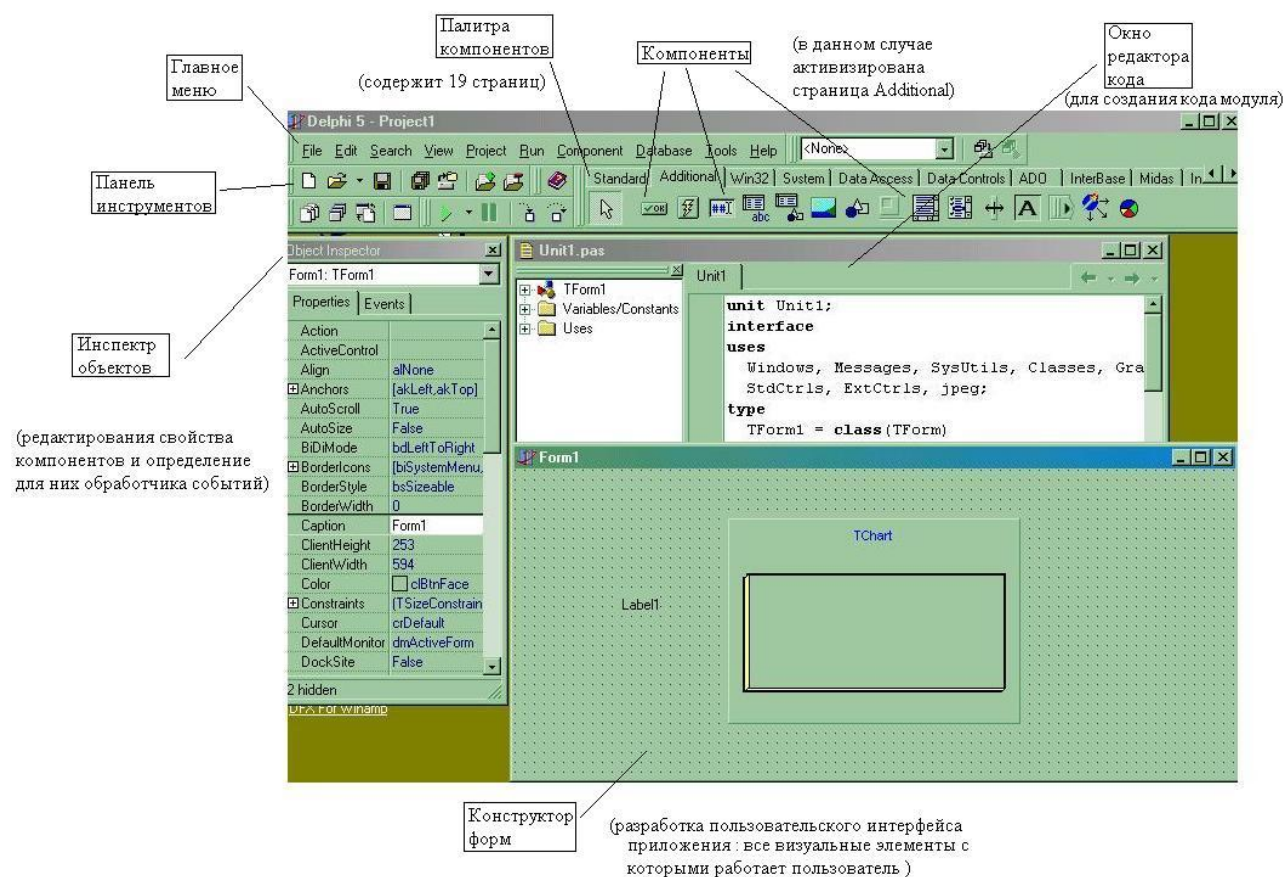 Палитра
компонентов
(содержит 19 страниц)
Компоненты
(в данном случае
активизирована
страница Additional)
Окно
редактора
кода
(для создания кода модуля)
Главное
меню
Delphi 5 - Project1
File Edit Search View Project Run Component Database Tools Help <None>
Панель
инструментов
Standard Additional Win32 System Data Access Data Controls ADO InterBase Midas In
OK ##I abc A
Object Inspector
Form1: TForm1
Properties Events
Action
ActiveControl
Align alNone
Anchors [akLeft,akTop]
AutoScroll True
AutoSize False
BiDiMode bdLeftToRight
BorderIcons [biSystemMenu,
BorderStyle bsSizeable
BorderWidth 0
Caption Form1
ClientHeight 253
ClientWidth 594
Color clBtnFace
Constraints (TSizeConstrain
Cursor crDefault
DefaultMonitor dmActiveForm
DockSite False
2 hidden
DFX For Winamp
Инспектр
объектов
(редактирования свойства
компонентов и определение
для них обработчика событий)
Unit1.pas
TForm1
Variables/Constants
Uses
Unit1
unit Unit1;
interface
uses
Windows, Messages, SysUtils, Classes, Gra
StdCtrls, ExtCtrls, jpeg;
type
TForm1 = class(TForm)
Form1
TChart
Label1
Конструктор
форм
(разработка пользовательского интерфейса
приложения : все визуальные элементы с
которыми работает пользователь )